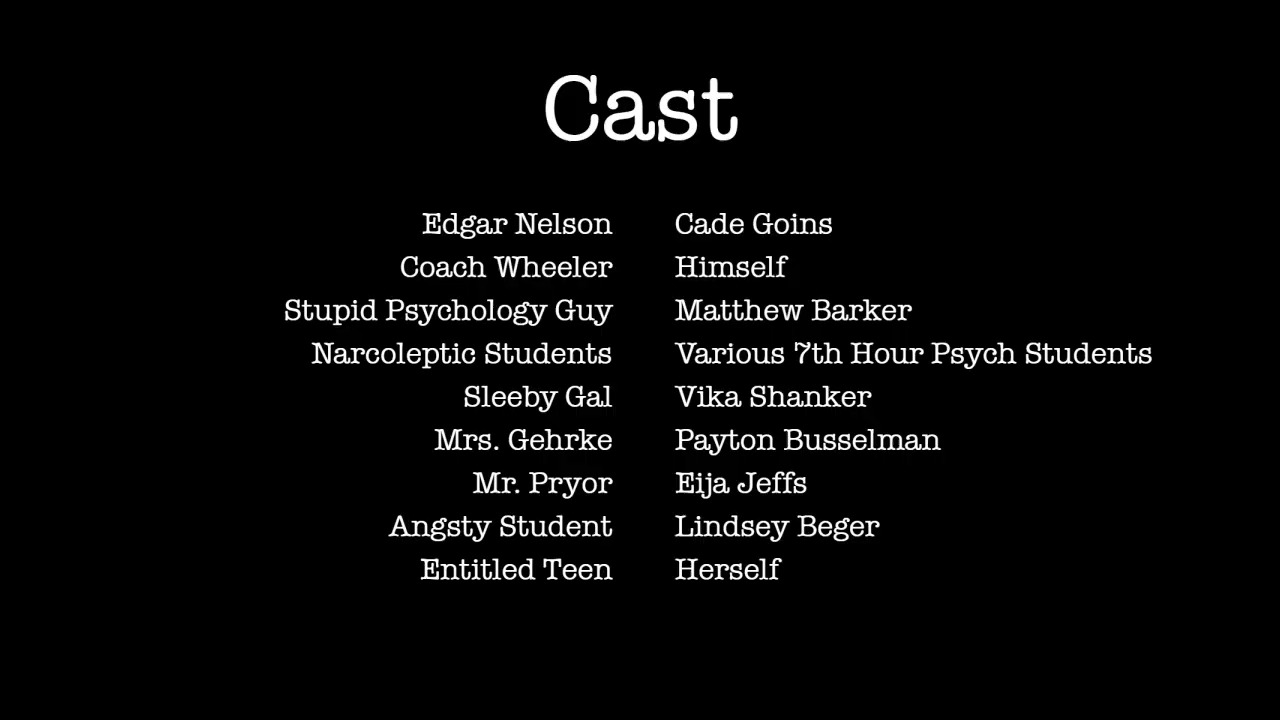 Cast
Edgar Nelson Cade Goins
Coach Wheeler Himself
Stupid Psychology Guy Matthew Barker
Narcoleptic Students Various 7th Hour Psych Students
Sleeby Gal Vika Shanker
Mrs. Gehrke Payton Busselman
Mr. Pryor Eija Jeffs
Angsty Student Lindsey Beger
Entitled Teen Herself